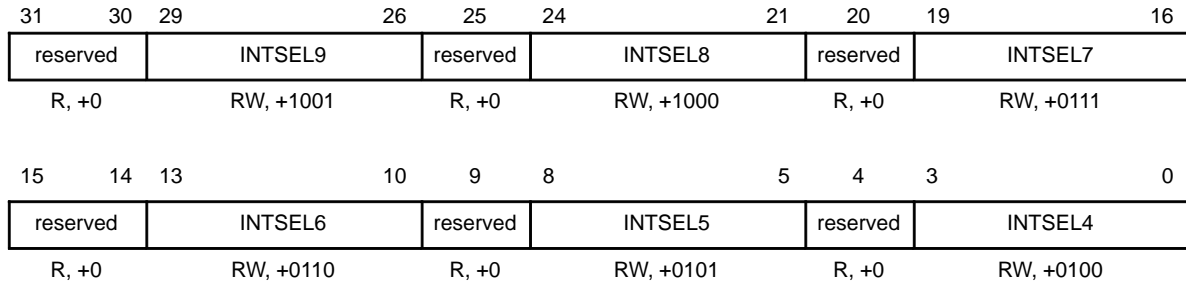 31 30 29 26 25 24 21 20 19 16
reserved INTSEL9 reserved INTSEL8 reserved INTSEL7
R, +0 RW, +1001 R, +0 RW, +1000 R, +0 RW, +0111
15 14 13 10 9 8 5 4 3 0
reserved INTSEL6 reserved INTSEL5 reserved INTSEL4
R, +0 RW, +0110 R, +0 RW, +0101 R, +0 RW, +0100